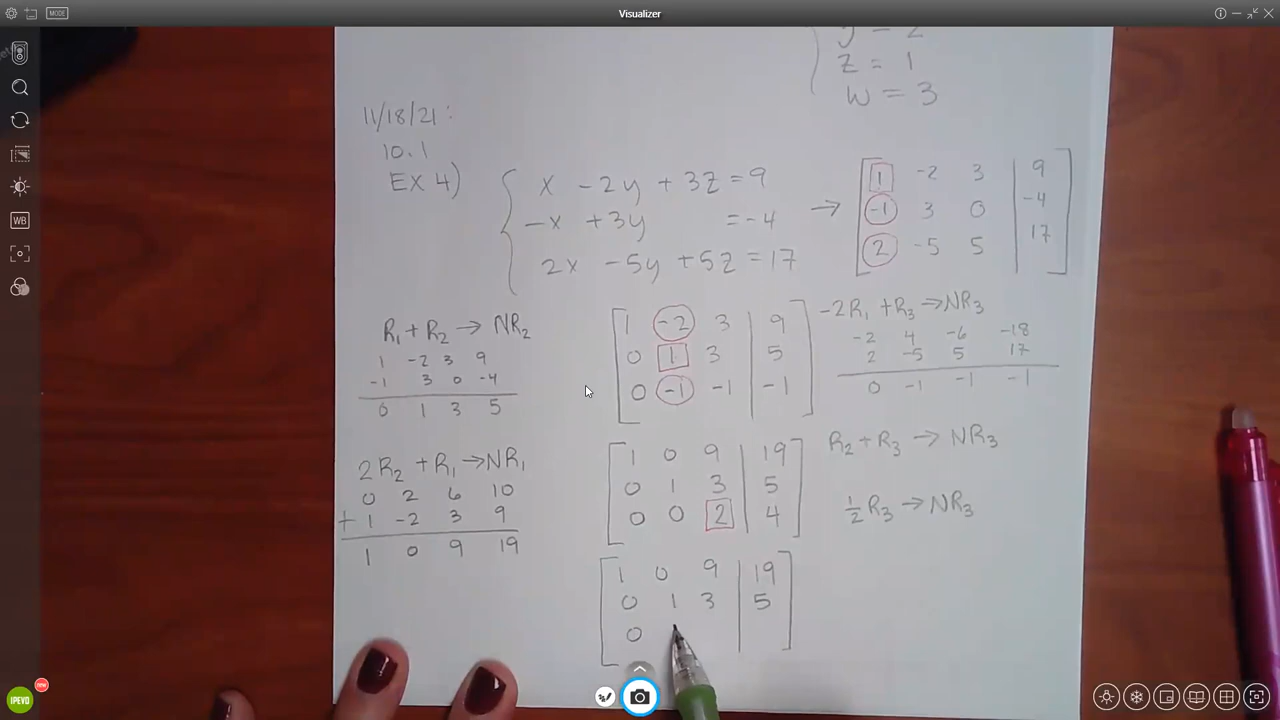 MODE
Visualizer
y = 2
z = 1
w = 3
11/18/21 :
10.1
EX 4)
x - 2y + 3z = 9
-x + 3y = -4
2x - 5y + 5z = 17
→
1 -2 3 | 9
-1 3 0 | -4
2 -5 5 | 17
R1 + R2 → NR2
1 -2 3 9
-1 3 0 -4
0 1 3 5
1 -2 3 | 9
0 1 3 | 5
0 -1 -1 | -1
-2R1 + R3 → NR3
-2 4 -6 -18
2 -5 5 17
0 -1 -1 -1
2R2 + R1 → NR1
0 2 6 10
+ 1 -2 3 9
1 0 9 19
1 0 9 | 19
0 1 3 | 5
0 0 2 | 4
R2 + R3 → NR3
1/2 R3 → NR3
1 0 9 | 19
0 1 3 | 5
0
IPEVO
new
WB